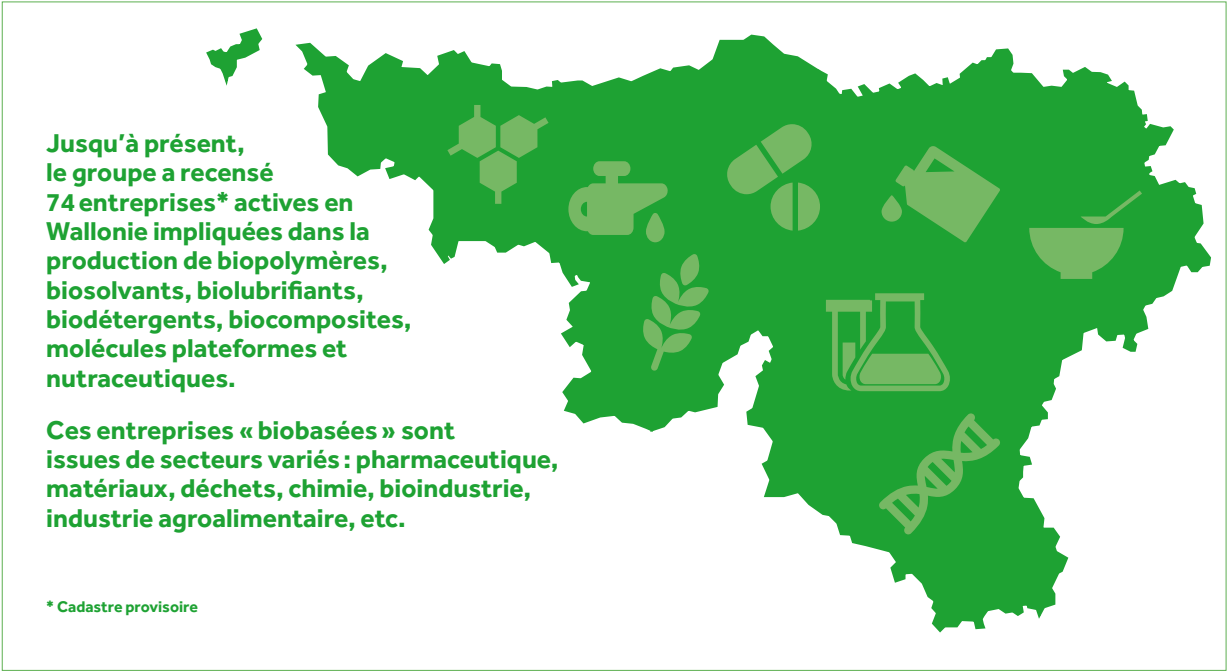 Jusqu'à présent,
le groupe a recensé
74 entreprises* actives en
Wallonie impliquées dans la
production de biopolymères,
biosolvants, biolubrifiants,
biodétergents, biocomposites,
molécules plateformes et
nutraceutiques.
Ces entreprises « biobasées » sont
issues de secteurs variés : pharmaceutique,
matériaux, déchets, chimie, bioindustrie,
industrie agroalimentaire, etc.
* Cadastre provisoire